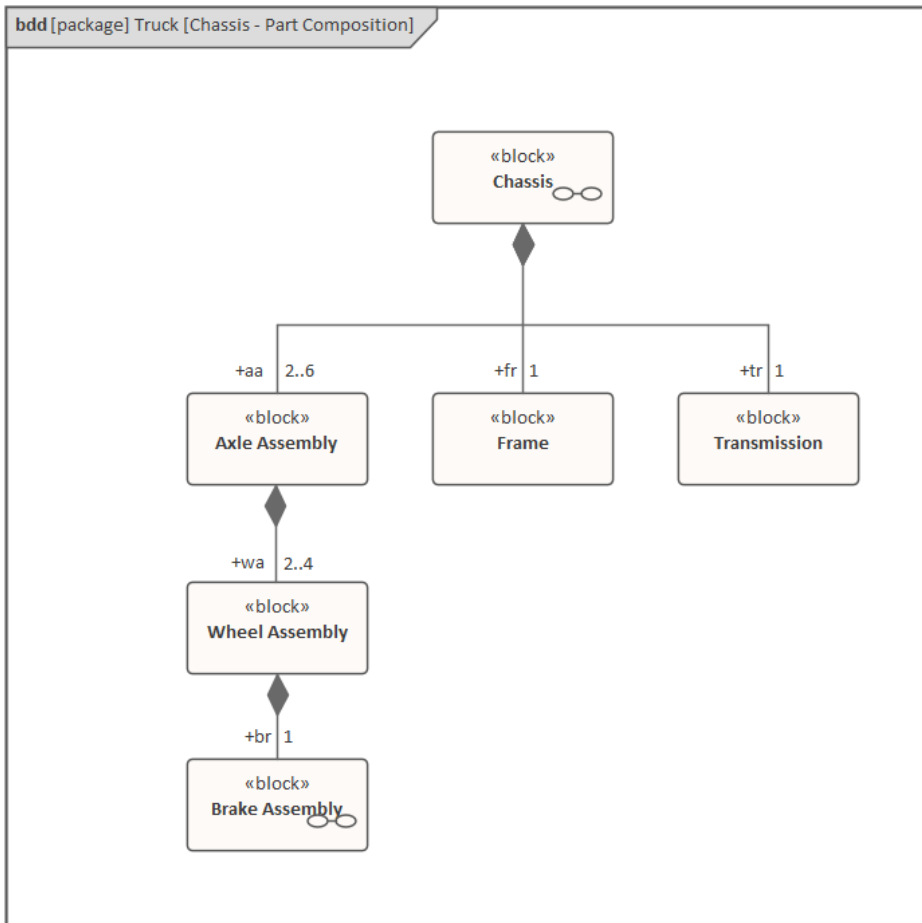 bdd [package] Truck [Chassis - Part Composition]
«block»
Chassis
+aa 2..6
+fr 1
+tr 1
«block»
Axle Assembly
«block»
Frame
«block»
Transmission
+wa 2..4
«block»
Wheel Assembly
+br 1
«block»
Brake Assembly